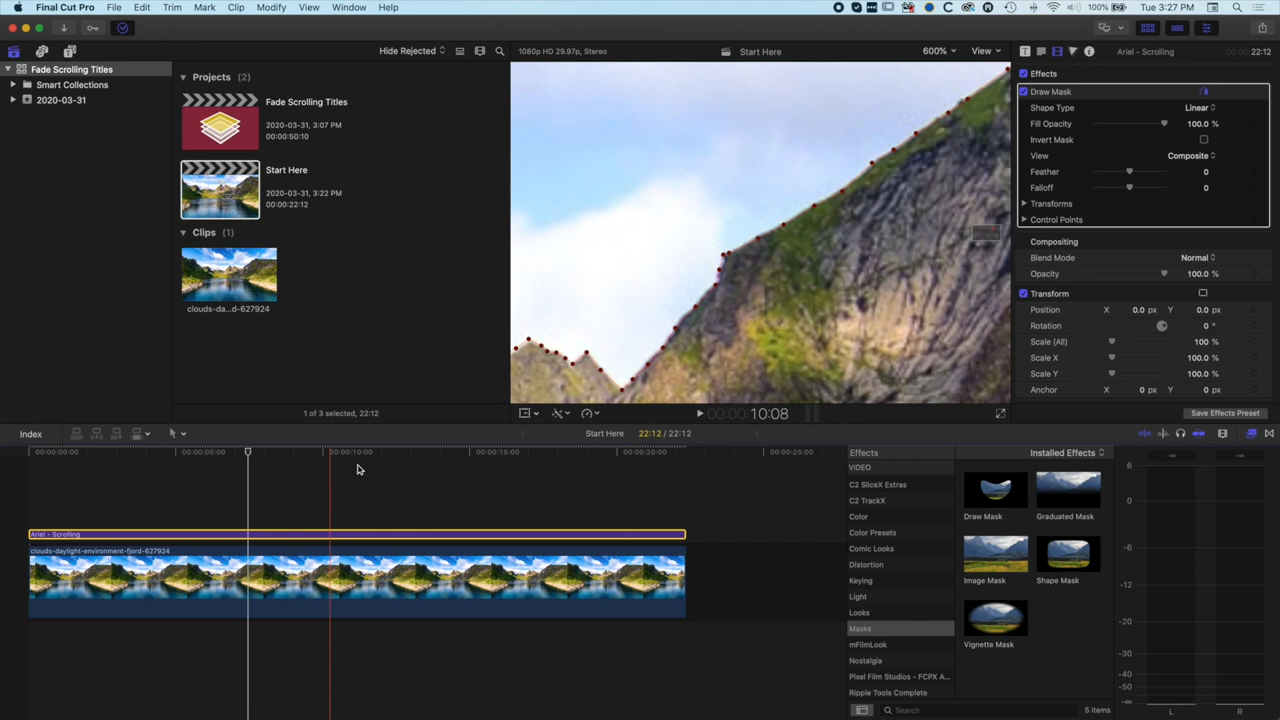 Final Cut Pro File Edit Trim Mark Clip Modify View Window Help
100% Tue 3:27 PM
Hide Rejected
1080p HD 29.97p, Stereo
Start Here
600%
View
Ariel - Scrolling
22:12
Fade Scrolling Titles
Smart Collections
2020-03-31
Projects (2)
Fade Scrolling Titles
2020-03-31, 3:07 PM
00:00:50:10
Start Here
2020-03-31, 3:22 PM
00:00:22:12
Clips (1)
clouds-da...d-627924
1 of 3 selected, 22:12
00:00:00:10:08
Effects
Draw Mask
Shape Type Linear
Fill Opacity 100.0 %
Invert Mask
View Composite
Feather 0
Falloff 0
Transforms
Control Points
Compositing
Blend Mode Normal
Opacity 100.0 %
Transform
Position X 0.0 px Y 0.0 px
Rotation 0 °
Scale (All) 100 %
Scale X 100.0 %
Scale Y 100.0 %
Anchor X 0 px Y 0 px
Save Effects Preset
Index
Start Here
22:12 / 22:12
00:00:00:00 00:00:05:00 00:00:10:00 00:00:15:00 00:00:20:00 00:00:25:00
Ariel - Scrolling
clouds-daylight-environment-fjord-627924
Effects
Installed Effects
VIDEO
C2 SliceX Extras
C2 TrackX
Color
Color Presets
Comic Looks
Distortion
Keying
Light
Looks
Masks
mFilmLook
Nostalgia
Pixel Film Studios - FCPX A...
Ripple Tools Complete
Draw Mask
Graduated Mask
Image Mask
Shape Mask
Vignette Mask
Search
5 items
6
0
-6
-12
-20
-30
-40
-50
-∞
-∞ -∞
L R